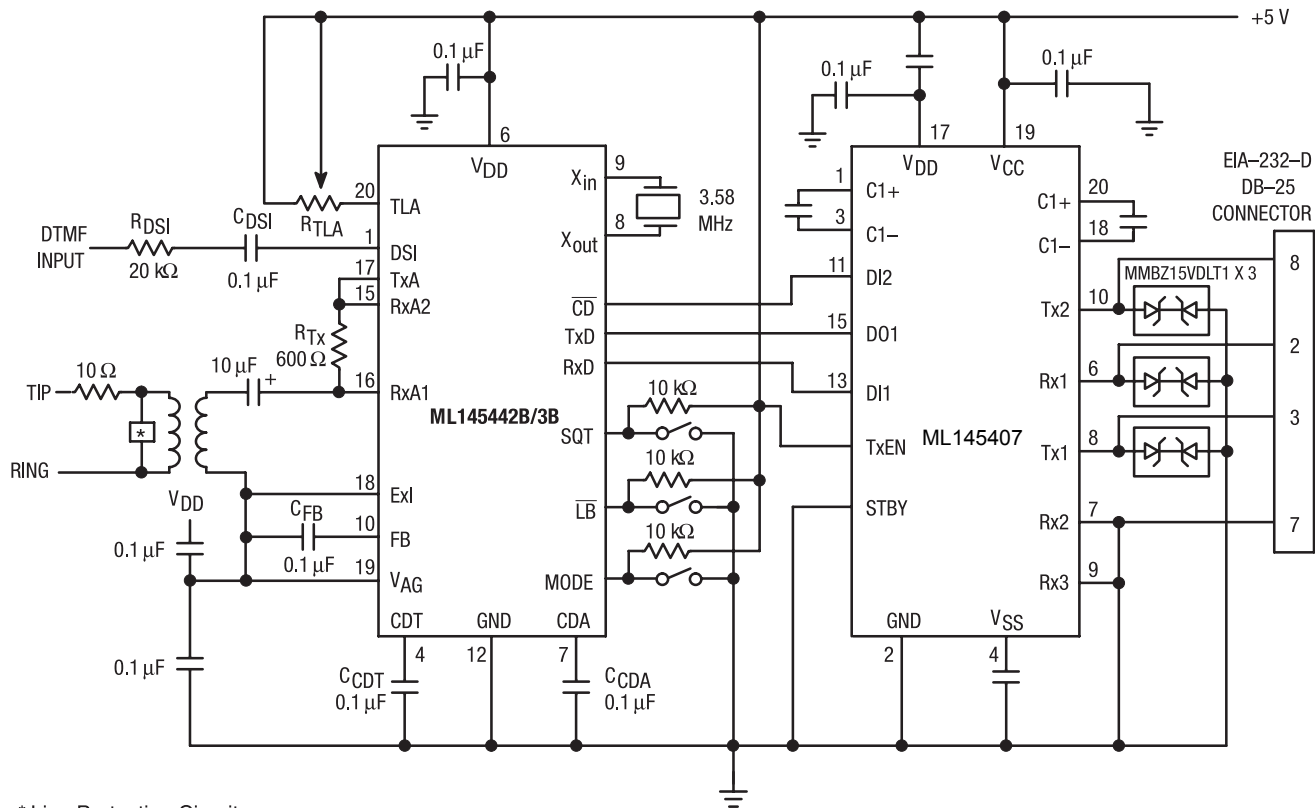 +5 V
0.1 µF
0.1 µF
0.1 µF
6
17
19
VDD
VDD
VCC
EIA–232–D
DB–25
CONNECTOR
20
TLA
RTLA
9
Xin
8
Xout
3.58
MHz
1
C1+
3
C1–
20
C1+
18
C1–
DTMF
INPUT
RDSI
20 kΩ
CDSI
0.1 µF
1
DSI
17
TxA
15
RxA2
RTx
600 Ω
CD
TxD
RxD
11
DI2
15
DO1
13
DI1
MMBZ15VDLT1 X 3
10
Tx2
8
6
Rx1
2
8
Tx1
3
TIP
10 Ω
10 µF
+
16
RxA1
*
RING
ML145442B/3B
ML145407
SQT
10 kΩ
LB
10 kΩ
MODE
10 kΩ
TxEN
STBY
7
Rx2
7
9
Rx3
18
ExI
VDD
0.1 µF
CFB
0.1 µF
10
FB
19
VAG
0.1 µF
CDT
GND
CDA
4
12
7
CCDT
0.1 µF
CCDA
0.1 µF
GND
VSS
2
4